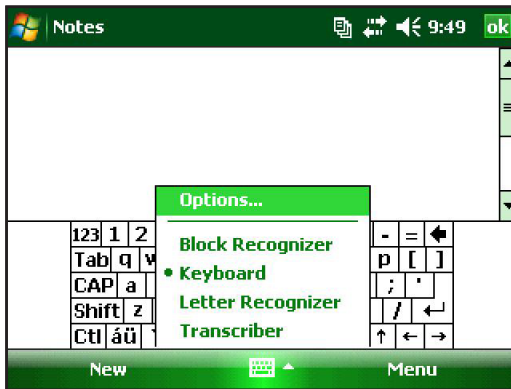 Notes 9:49 ok
Options...
123 1 2 - =
Block Recognizer
Tab q w p [ ]
Keyboard
CAP a ; '
Letter Recognizer
Shift z /
Transcriber
Ctl áü
New Menu